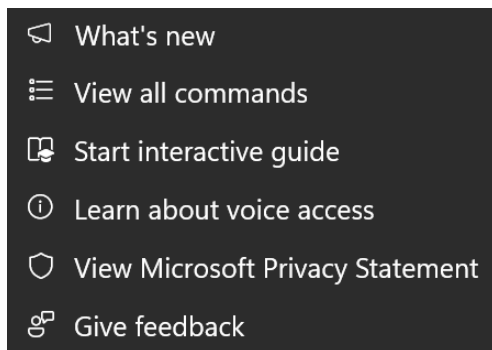 What's new
View all commands
Start interactive guide
Learn about voice access
View Microsoft Privacy Statement
Give feedback